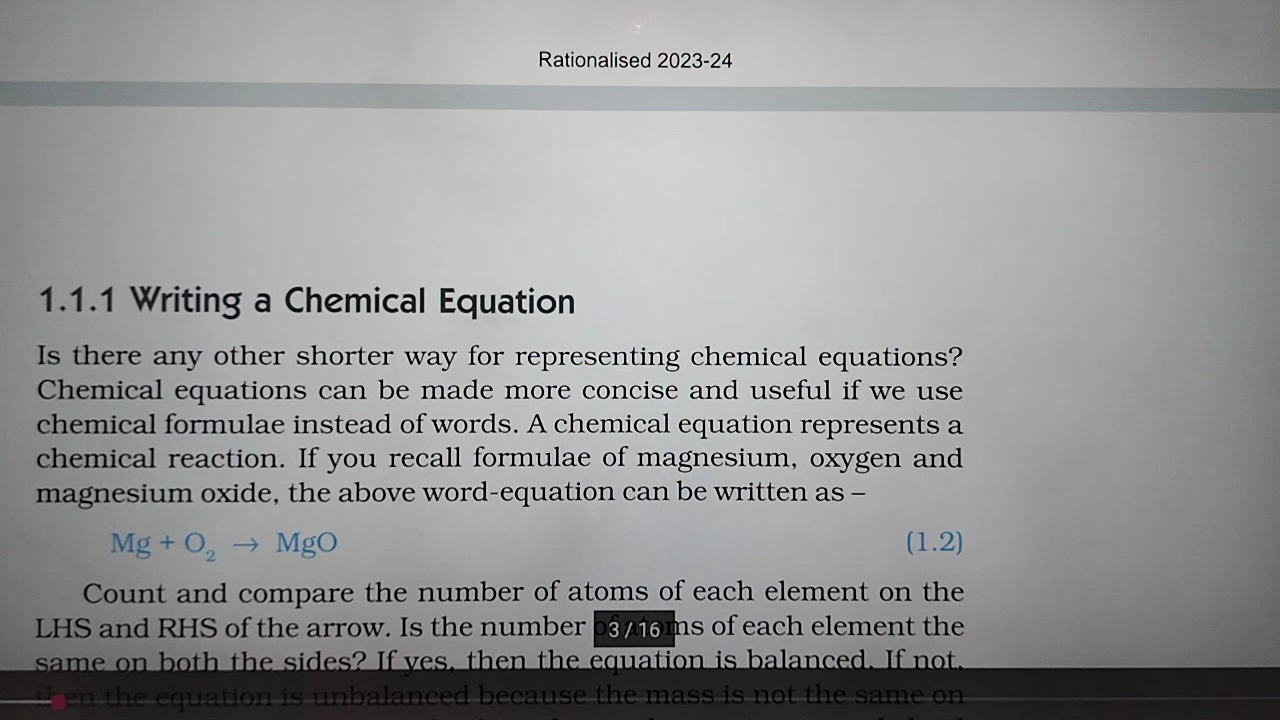 Rationalised 2023-24
1.1.1 Writing a Chemical Equation
Is there any other shorter way for representing chemical equations?
Chemical equations can be made more concise and useful if we use
chemical formulae instead of words. A chemical equation represents a
chemical reaction. If you recall formulae of magnesium, oxygen and
magnesium oxide, the above word-equation can be written as –
Mg + O₂ → MgO (1.2)
Count and compare the number of atoms of each element on the
LHS and RHS of the arrow. Is the number of atoms of each element the
3 / 16
same on both the sides? If yes, then the equation is balanced. If not,
then the equation is unbalanced because the mass is not the same on